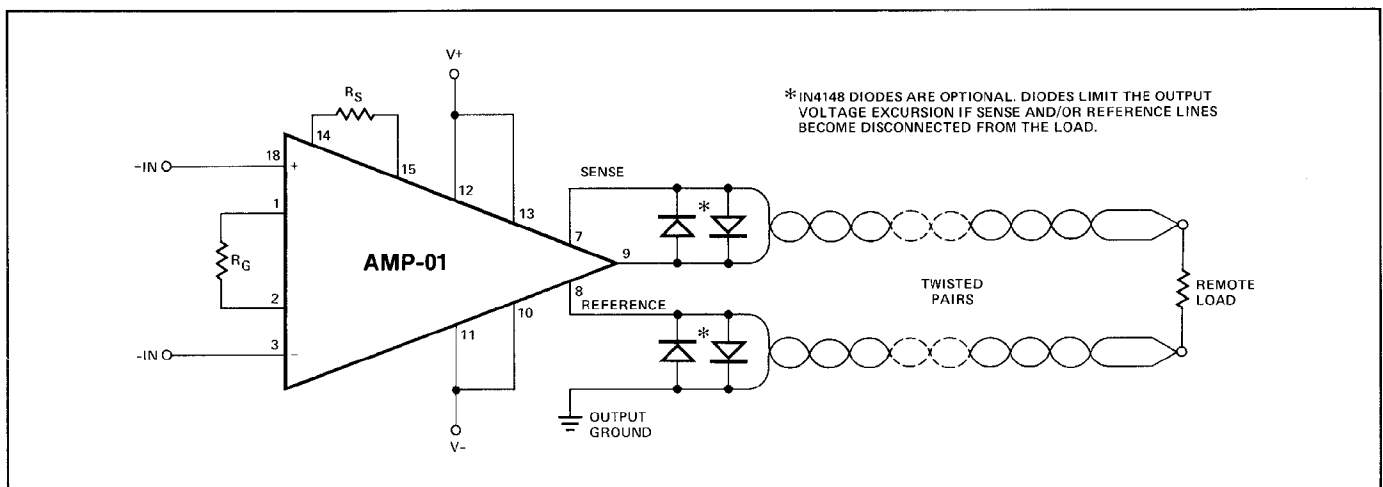 V+
RS
* IN4148 DIODES ARE OPTIONAL. DIODES LIMIT THE OUTPUT
VOLTAGE EXCURSION IF SENSE AND/OR REFERENCE LINES
BECOME DISCONNECTED FROM THE LOAD.
14
-IN
18
+
15
SENSE
12
1
13
*
7
RG
AMP-01
9
TWISTED
PAIRS
REMOTE
LOAD
2
8
REFERENCE
10
*
11
-IN
3
−
OUTPUT
GROUND
V-